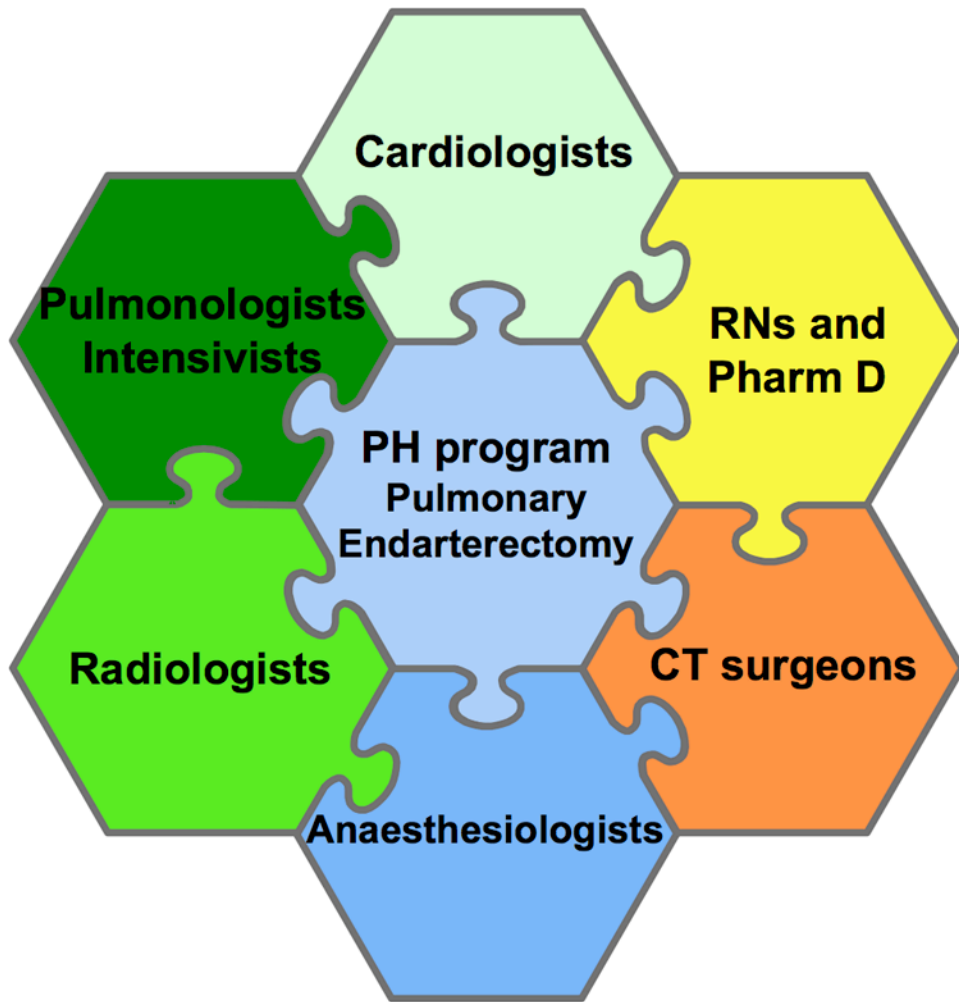 Cardiologists
Pulmonologists
Intensivists
RNs and
Pharm D
PH program
Pulmonary
Endarterectomy
Radiologists
CT surgeons
Anaesthesiologists